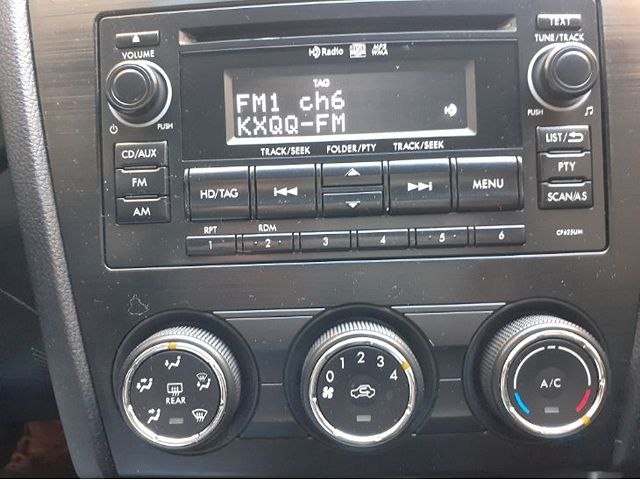 TEXT
VOLUME
HD Radio MP3 WMA
TUNE/TRACK
TAG
FM1 ch6
KXQQ-FM
PUSH
PUSH
TRACK/SEEK FOLDER/PTY TRACK/SEEK
CD/AUX
LIST/
FM
HD/TAG
MENU
PTY
AM
SCAN/A.S
RPT RDM
1 2 3 4 5 6
CP625UM
REAR
0 1 2 3 4
A/C